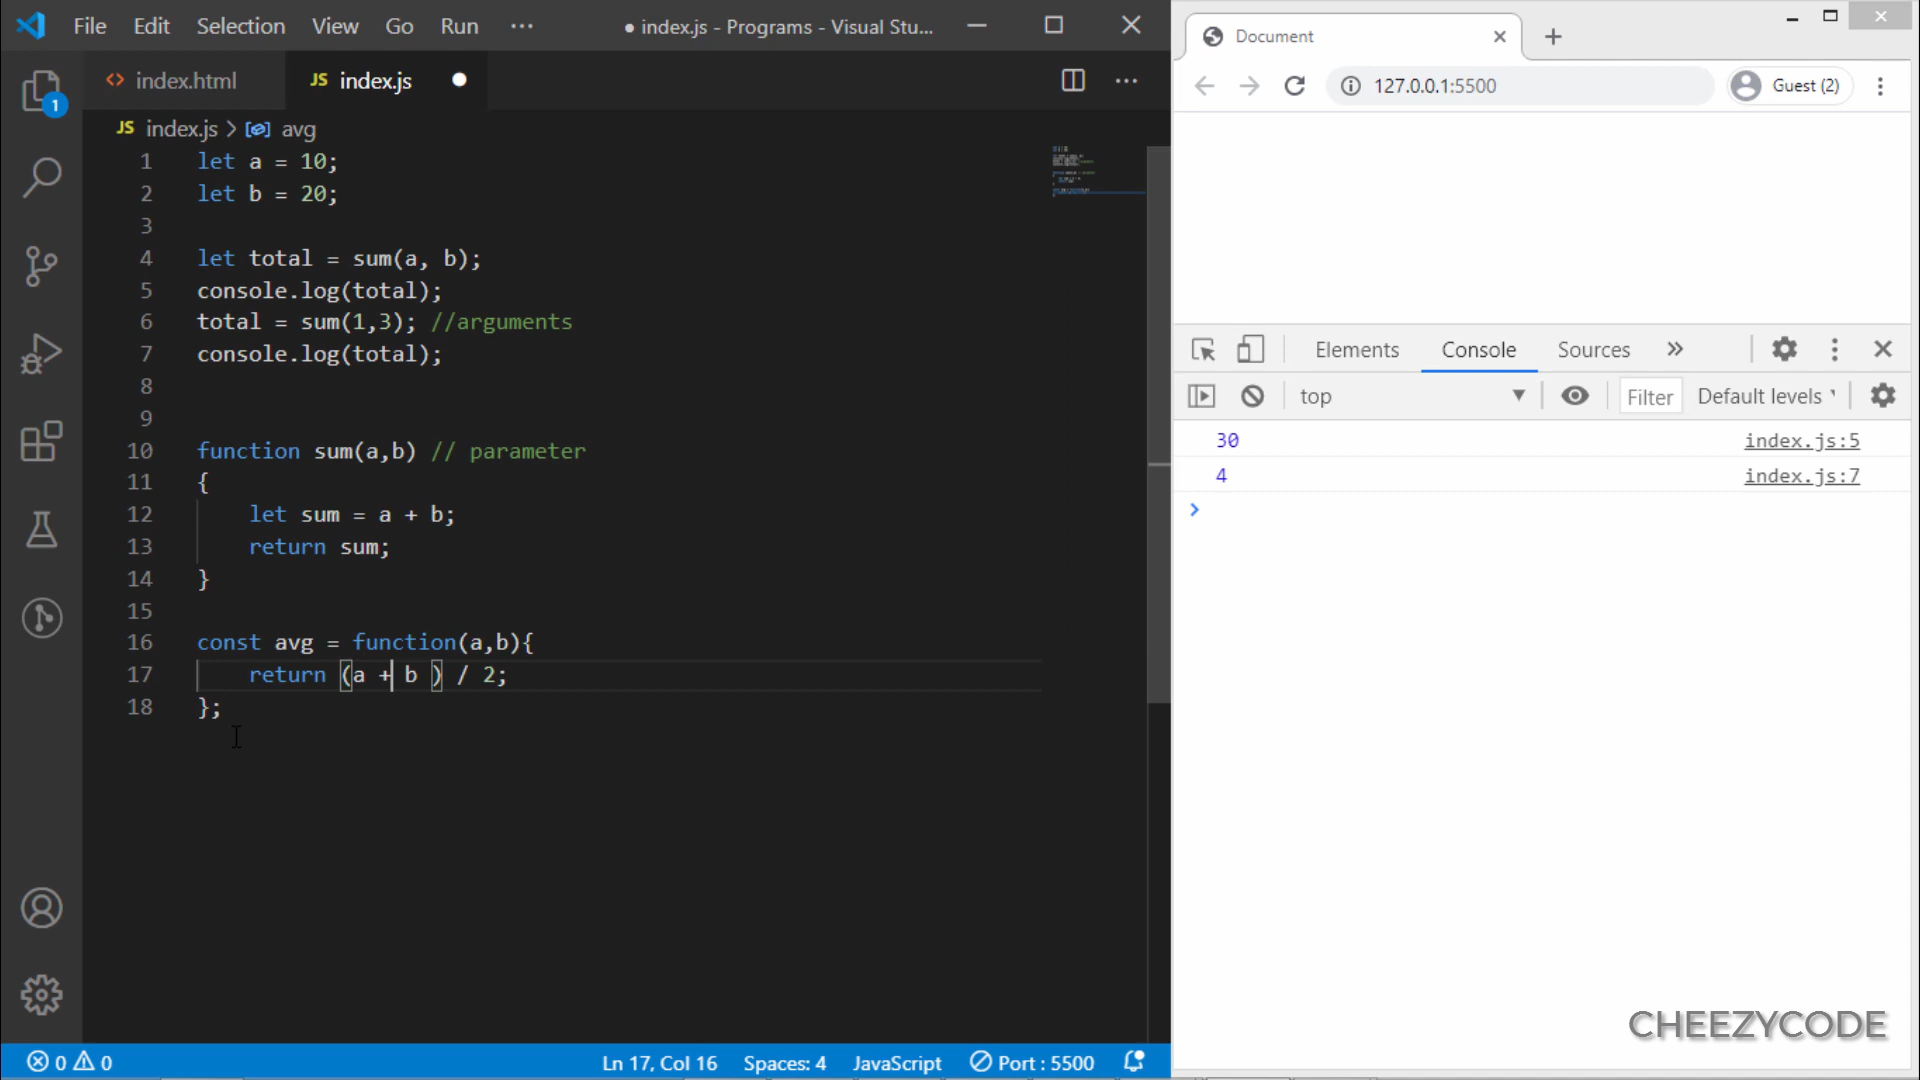 File Edit Selection View Go Run ··· ● index.js - Programs - Visual Stu...
<> index.html JS index.js ●
JS index.js > avg
1 let a = 10;
2 let b = 20;
3
4 let total = sum(a, b);
5 console.log(total);
6 total = sum(1,3); //arguments
7 console.log(total);
8
9
10 function sum(a,b) // parameter
11 {
12 let sum = a + b;
13 return sum;
14 }
15
16 const avg = function(a,b){
17 return (a + b ) / 2;
18 };
1
0 0 Ln 17, Col 16 Spaces: 4 JavaScript Port : 5500
Document
127.0.0.1:5500 Guest (2)
Elements Console Sources »
top Filter Default levels
30 index.js:5
4 index.js:7
>
CHEEZYCODE